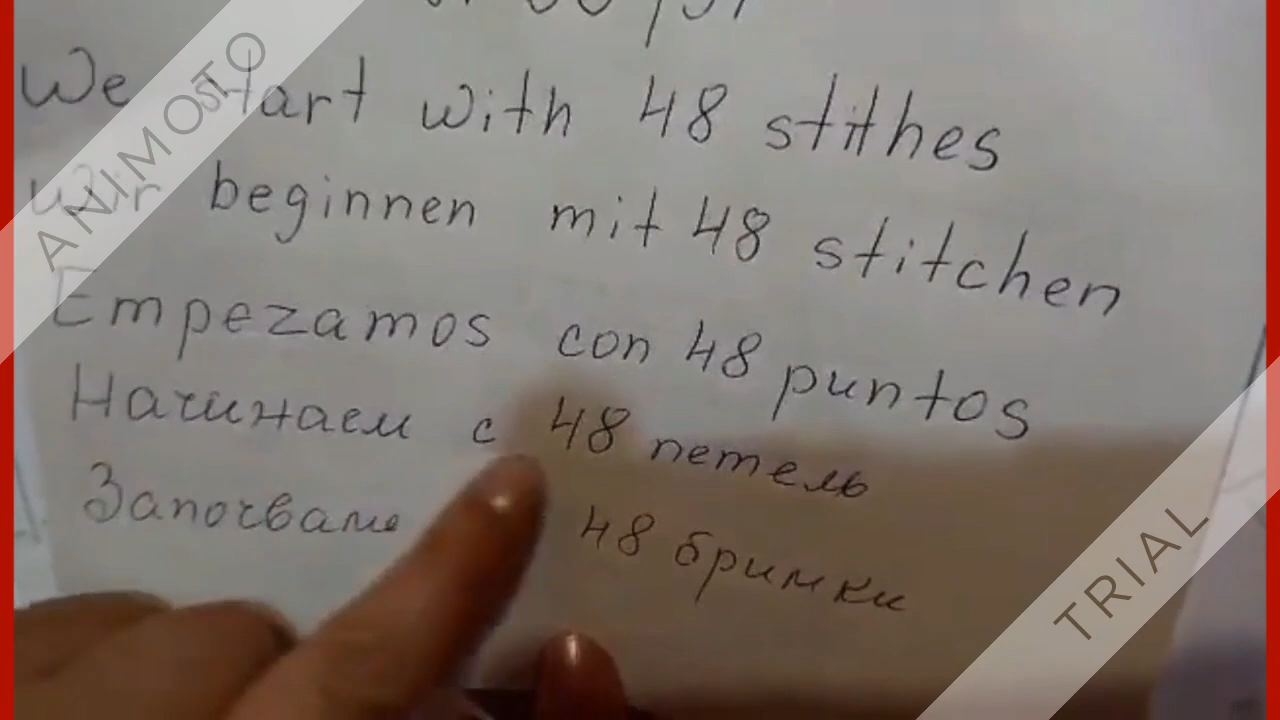 We start with 48 stithes
Wir beginnen mit 48 stitchen
Empezamos con 48 puntos
Начинаем с 48 петель
Започваме 48 бримки
ANIMOTO
TRIAL